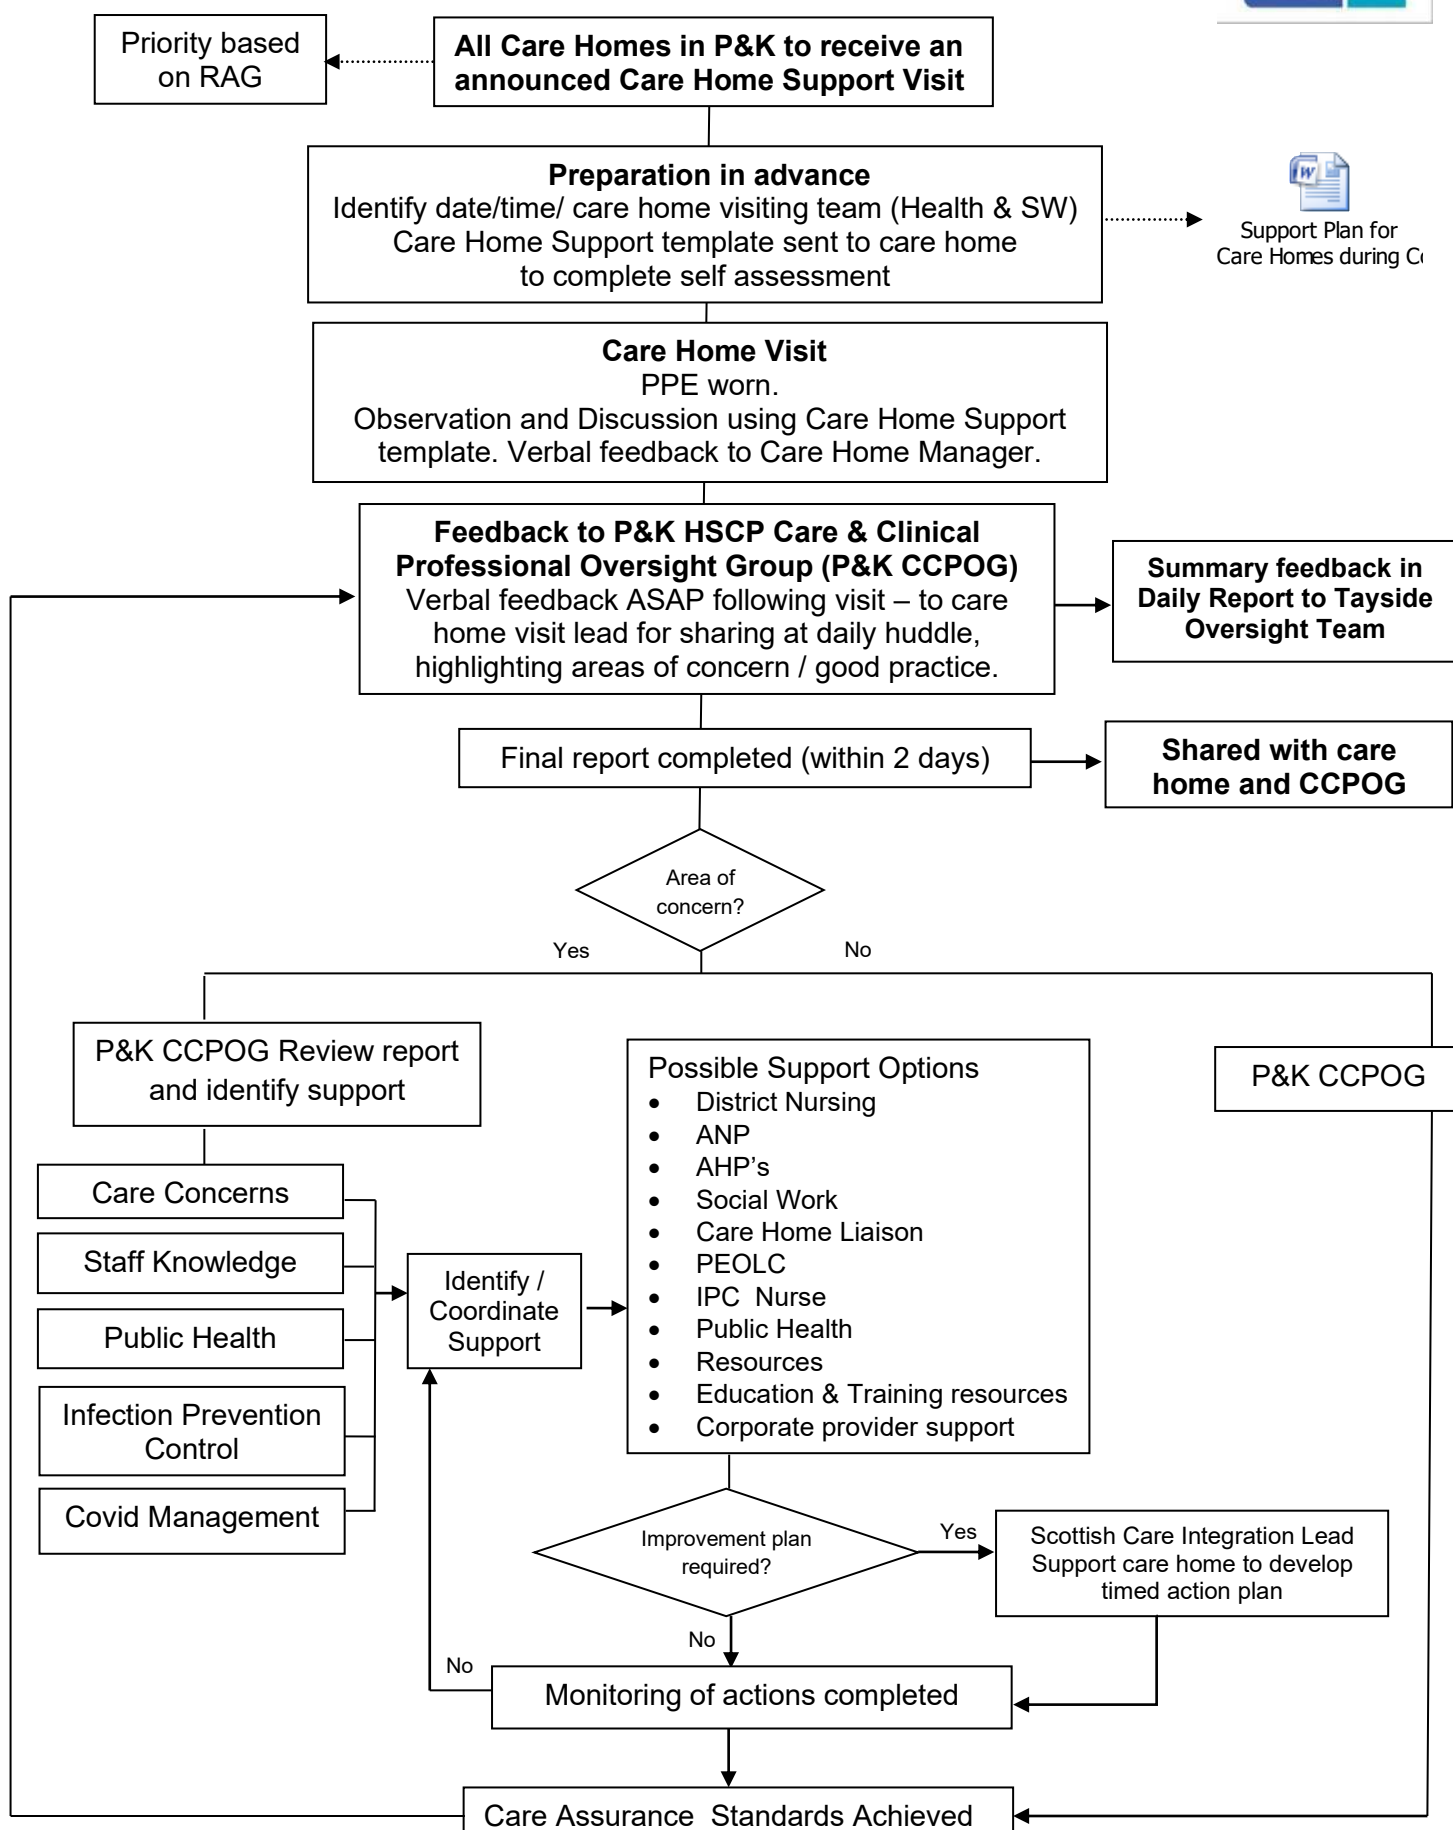 Priority based
on RAG
All Care Homes in P&K to receive an
announced Care Home Support Visit
Preparation in advance
Identify date/time/ care home visiting team (Health & SW)
Care Home Support template sent to care home
to complete self assessment
Support Plan for
Care Homes during C
Care Home Visit
PPE worn.
Observation and Discussion using Care Home Support
template. Verbal feedback to Care Home Manager.
Feedback to P&K HSCP Care & Clinical
Professional Oversight Group (P&K CCPOG)
Verbal feedback ASAP following visit – to care
home visit lead for sharing at daily huddle,
highlighting areas of concern / good practice.
Summary feedback in
Daily Report to Tayside
Oversight Team
Final report completed (within 2 days)
Shared with care
home and CCPOG
Area of
concern?
Yes
No
P&K CCPOG Review report
and identify support
P&K CCPOG
Care Concerns
Staff Knowledge
Public Health
Infection Prevention
Control
Covid Management
Identify /
Coordinate
Support
Possible Support Options
• District Nursing
• ANP
• AHP's
• Social Work
• Care Home Liaison
• PEOLC
• IPC Nurse
• Public Health
• Resources
• Education & Training resources
• Corporate provider support
Improvement plan
required?
Yes
Scottish Care Integration Lead
Support care home to develop
timed action plan
No
No
Monitoring of actions completed
Care Assurance Standards Achieved